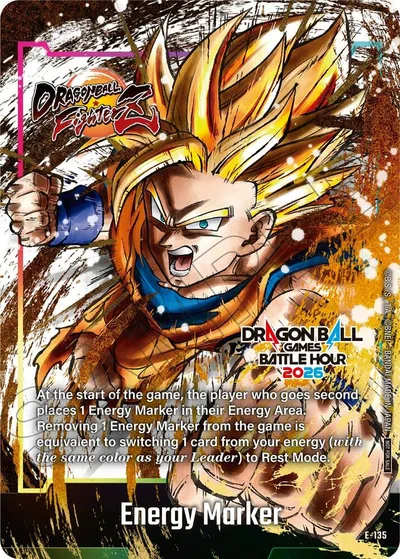 DRAGONBALL
FighterZ
DRAGON BALL
GAMES
BATTLE HOUR
2026
At the start of the game, the player who goes second
places 1 Energy Marker in their Energy Area.
Removing 1 Energy Marker from the game is
equivalent to switching 1 card from your energy (with
the same color as your Leader) to Rest Mode.
Energy Marker
E-135